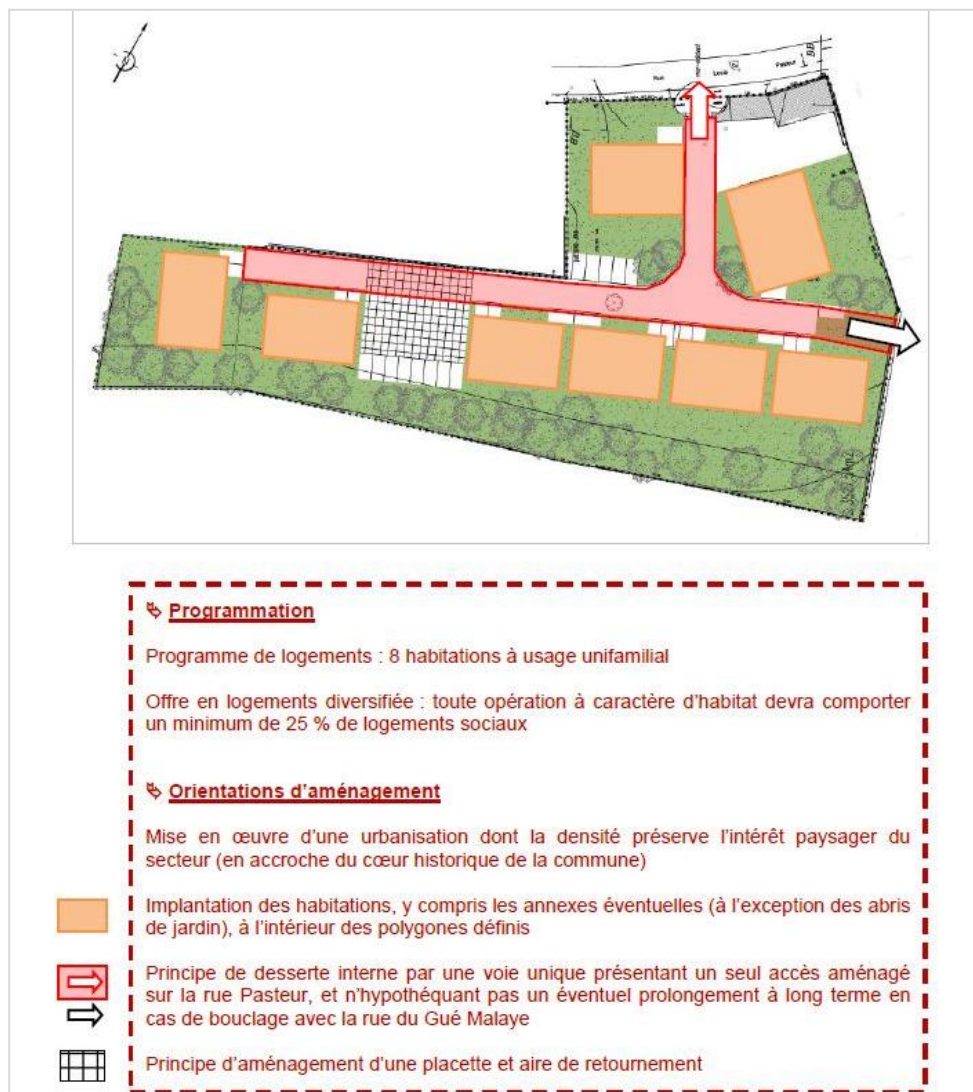 Rue Louis Pasteur
BB
Programmation
Programme de logements : 8 habitations à usage unifamilial
Offre en logements diversifiée : toute opération à caractère d'habitat devra comporter
un minimum de 25 % de logements sociaux
Orientations d'aménagement
Mise en œuvre d'une urbanisation dont la densité préserve l'intérêt paysager du
secteur (en accroche du cœur historique de la commune)
Implantation des habitations, y compris les annexes éventuelles (à l'exception des abris
de jardin), à l'intérieur des polygones définis
Principe de desserte interne par une voie unique présentant un seul accès aménagé
sur la rue Pasteur, et n'hypothéquant pas un éventuel prolongement à long terme en
cas de bouclage avec la rue du Gué Malaye
Principe d'aménagement d'une placette et aire de retournement